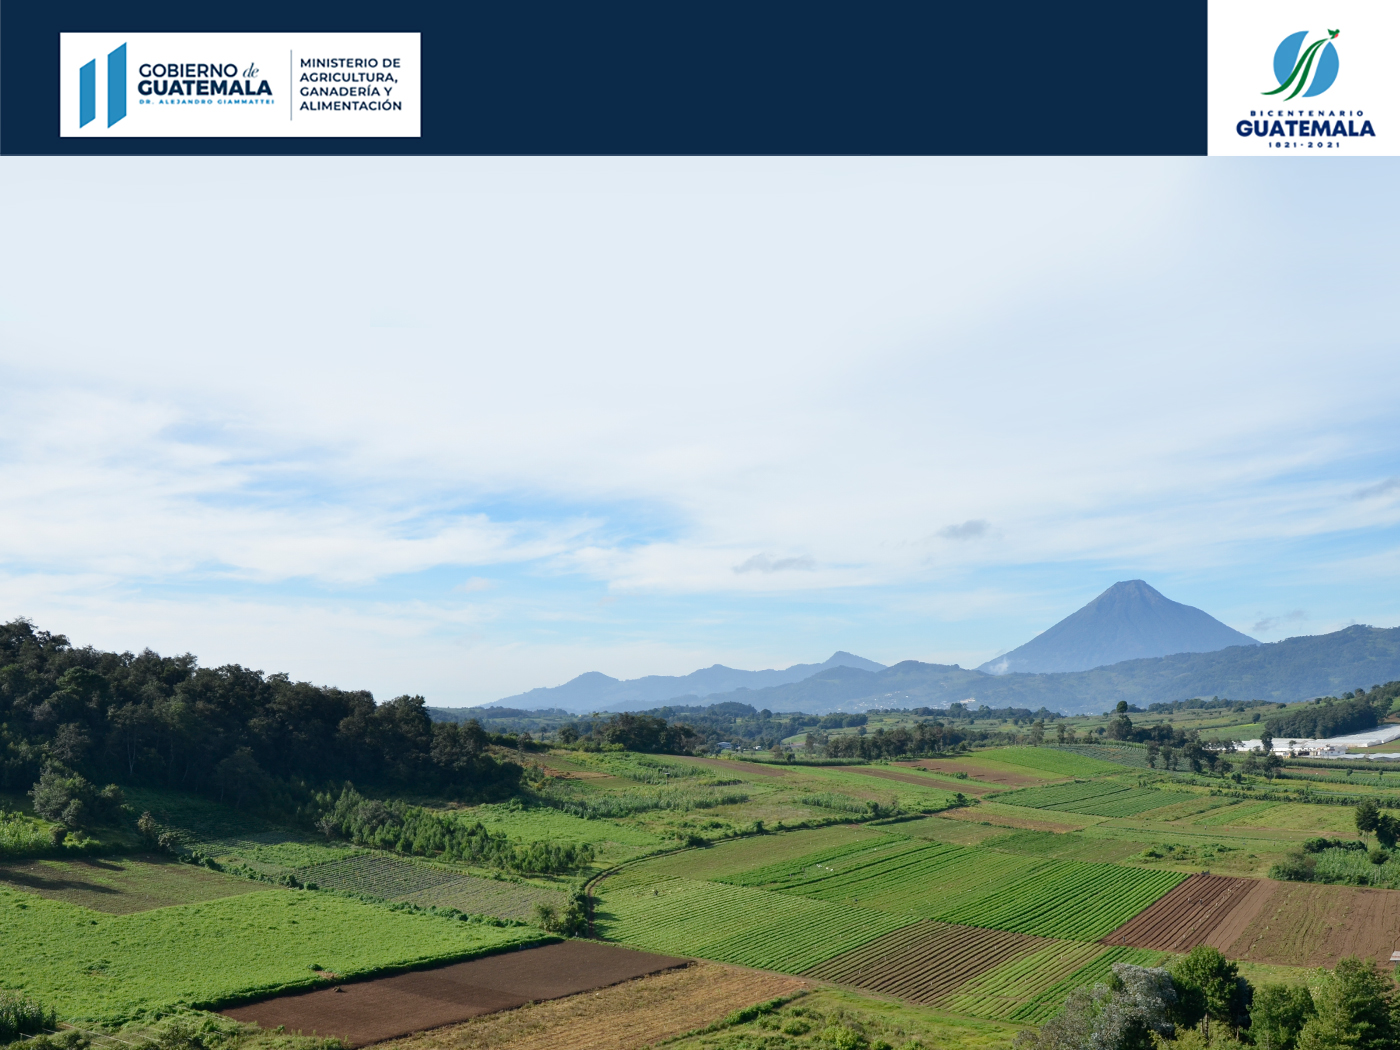 GOBIERNO de
GUATEMALA
DR. ALEJANDRO GIAMMATTEI
MINISTERIO DE
AGRICULTURA,
GANADERÍA Y
ALIMENTACIÓN
BICENTENARIO
GUATEMALA
1821-2021